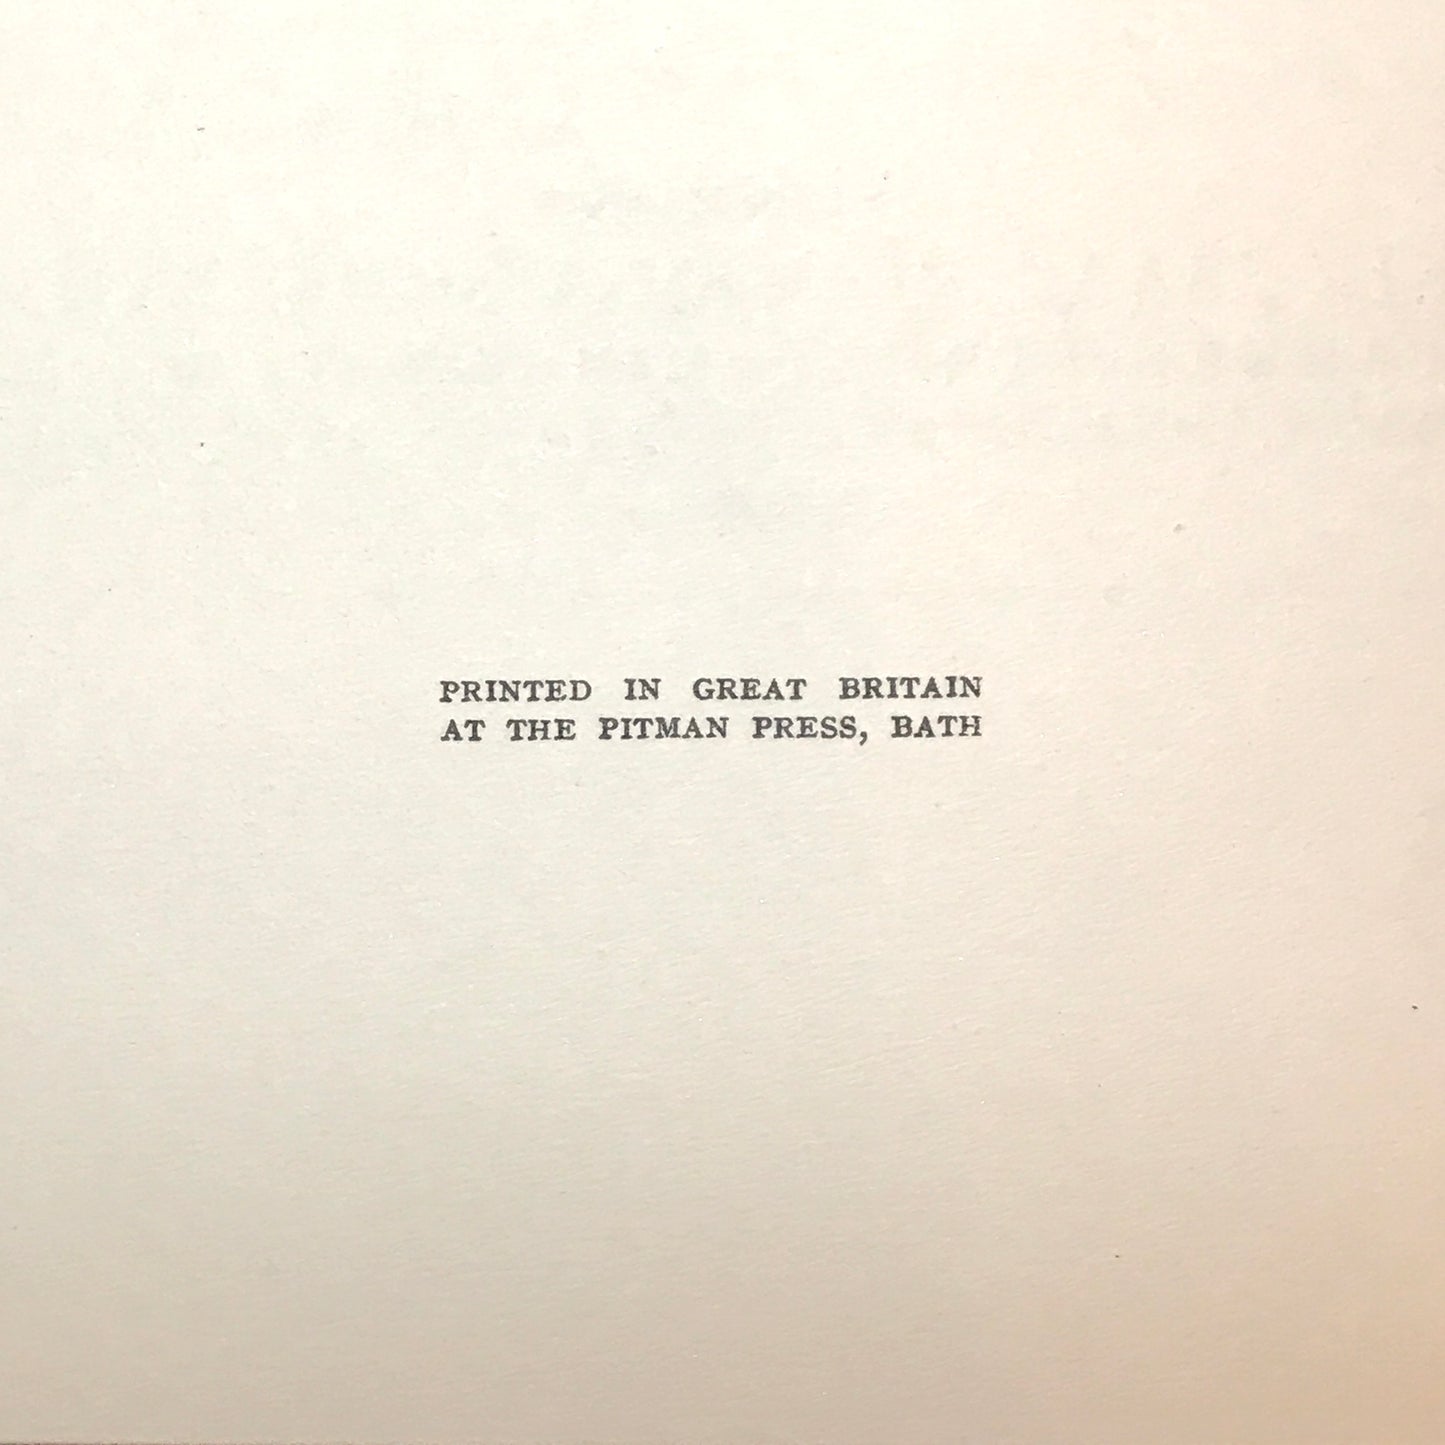 PRINTED IN GREAT BRITAIN
AT THE PITMAN PRESS, BATH